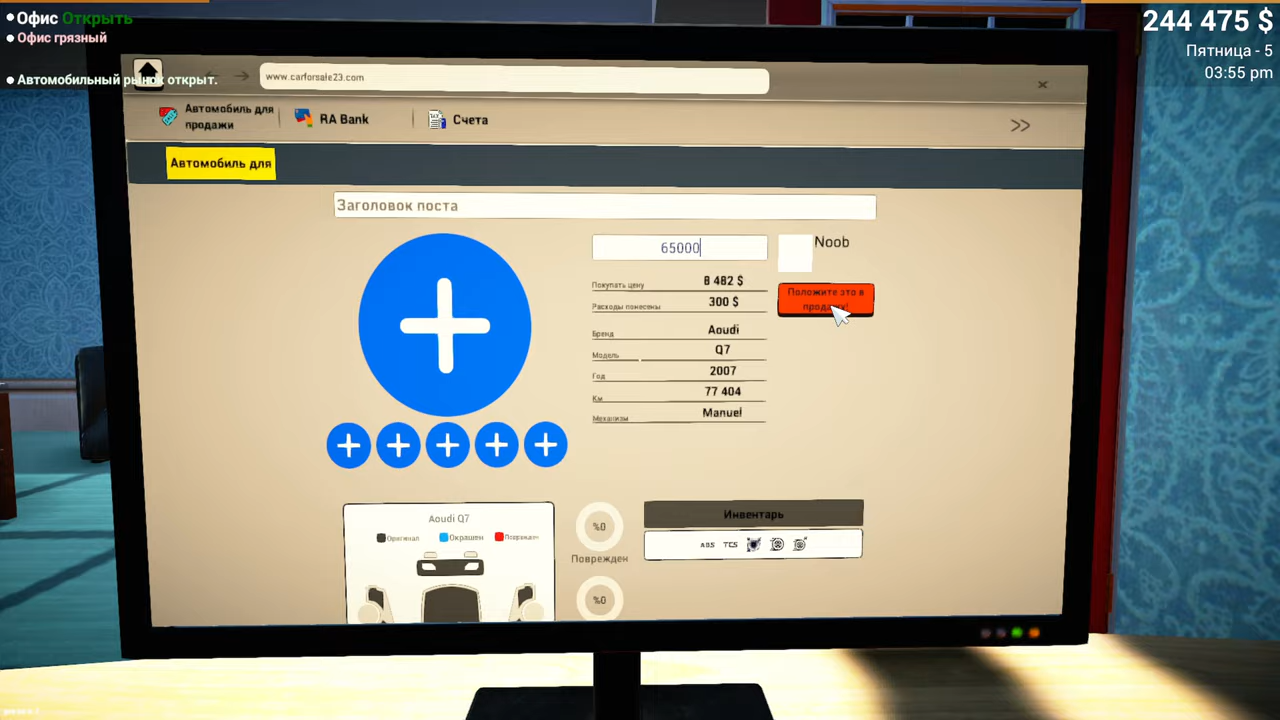 Офис Открыть
Офис грязный
Автомобильный рынок открыт.
244 475 $
Пятница - 5
03:55 pm
www.carforsale23.com
Автомобиль для
продажи
RA Bank
Счета
>>
Автомобиль для
Заголовок поста
65000
Noob
Покупать цену 8 482 $
Положите это в
продажу!
Расходы понесены 300 $
Бренд Aoudi
Модель Q7
Год 2007
Км 77 404
Механизм Manuel
Aoudi Q7
Оригинал Окрашен Поврежден
%0
Поврежден
%0
Инвентарь
ABS TCS